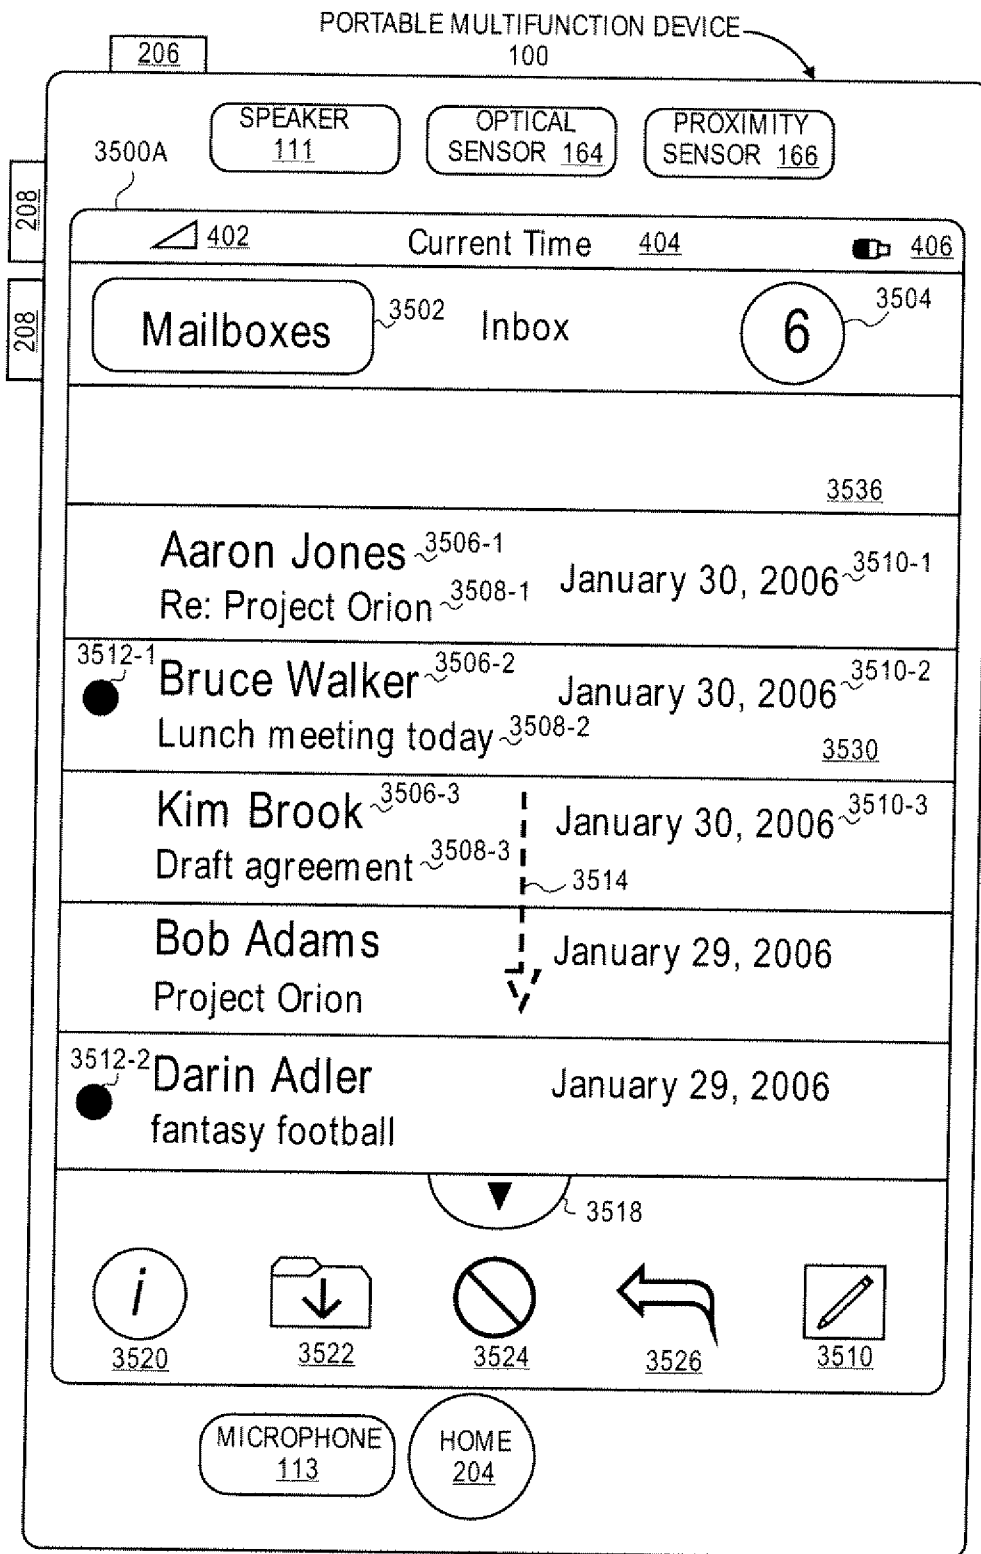 PORTABLE MULTIFUNCTION DEVICE
100
206
SPEAKER
111
OPTICAL
SENSOR 164
PROXIMITY
SENSOR 166
3500A
208
208
402
Current Time
404
406
Mailboxes
3502
Inbox
6
3504
3536
Aaron Jones 3506-1
January 30, 2006 3510-1
Re: Project Orion 3508-1
3512-1
Bruce Walker 3506-2
January 30, 2006 3510-2
Lunch meeting today 3508-2
3530
Kim Brook 3506-3
January 30, 2006 3510-3
Draft agreement 3508-3
3514
Bob Adams
January 29, 2006
Project Orion
3512-2
Darin Adler
January 29, 2006
fantasy football
3518
i
3520
3522
3524
3526
3510
MICROPHONE
113
HOME
204